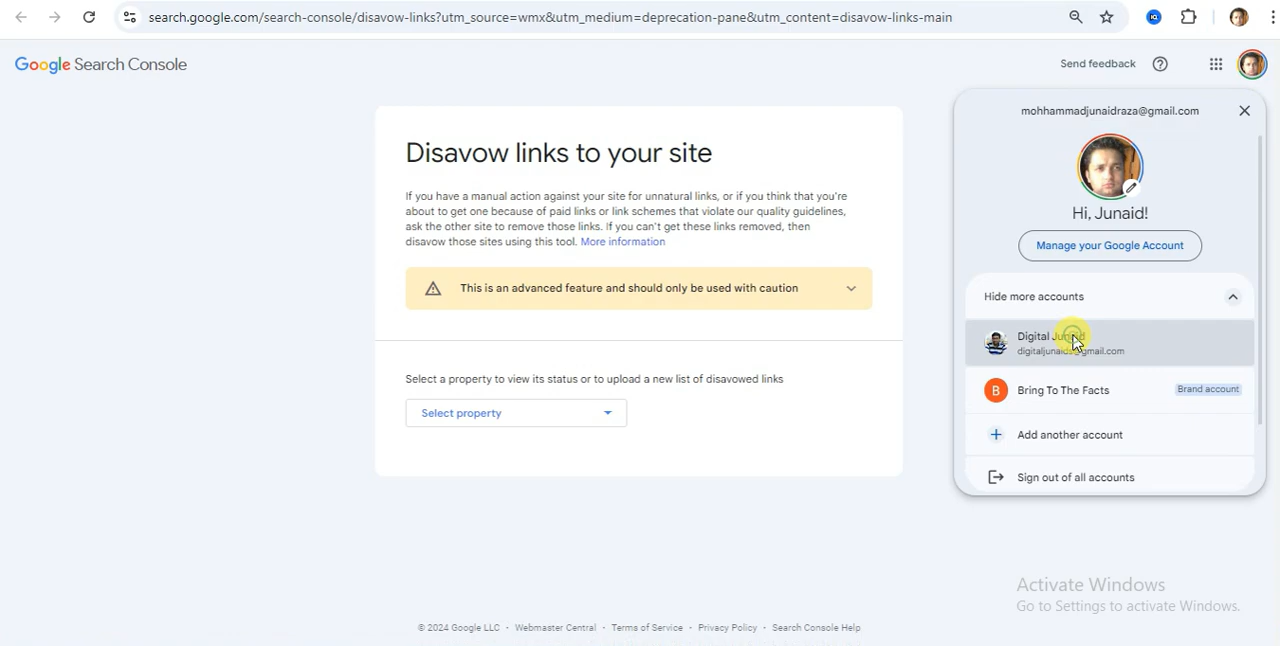 search.google.com/search-console/disavow-links?utm_source=wmx&utm_medium=deprecation-pane&utm_content=disavow-links-main
Google Search Console
Send feedback
mohhammadjunaidraza@gmail.com
Disavow links to your site
If you have a manual action against your site for unnatural links, or if you think that you're
about to get one because of paid links or link schemes that violate our quality guidelines,
ask the other site to remove those links. If you can't get these links removed, then
disavow those sites using this tool. More information
This is an advanced feature and should only be used with caution
Select a property to view its status or to upload a new list of disavowed links
Select property
Hi, Junaid!
Manage your Google Account
Hide more accounts
Digital Junaid
B
Bring To The Facts
Brand account
Add another account
Sign out of all accounts
Activate Windows
Go to Settings to activate Windows.
© 2024 Google LLC • Webmaster Central • Terms of Service • Privacy Policy • Search Console Help